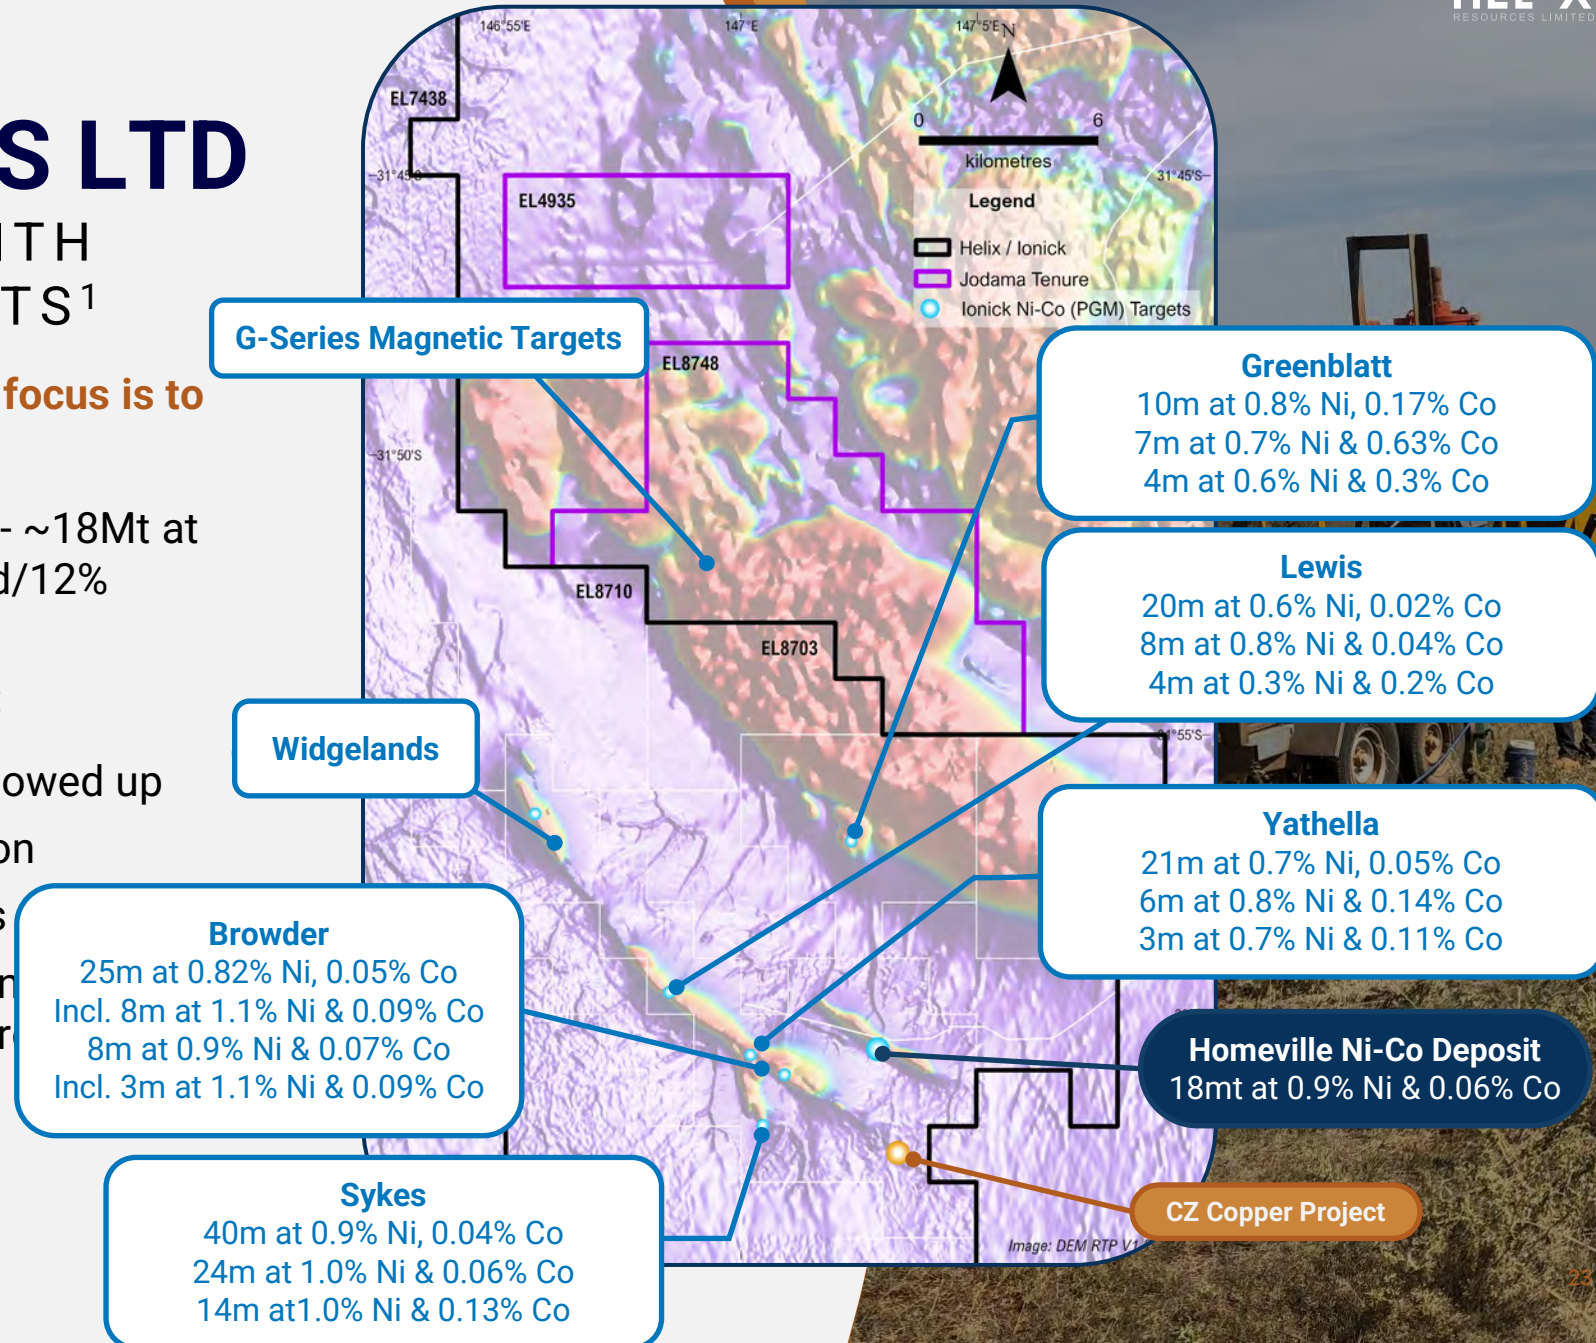 RESOURCES LIMITED
S LTD
TH
TS¹
focus is to
- ~18Mt at
d/12%
owed up
on
s
146°55'E
147°E
147°5'E
N
EL7438
0 6
kilometres
31°45'S
31°45'S
Legend
Helix / Ionick
Jodama Tenure
Ionick Ni-Co (PGM) Targets
EL4935
G-Series Magnetic Targets
EL8748
31°50'S
EL8710
EL8703
31°55'S
Greenblatt
10m at 0.8% Ni, 0.17% Co
7m at 0.7% Ni & 0.63% Co
4m at 0.6% Ni & 0.3% Co
Lewis
20m at 0.6% Ni, 0.02% Co
8m at 0.8% Ni & 0.04% Co
4m at 0.3% Ni & 0.2% Co
Widgelands
Yathella
21m at 0.7% Ni, 0.05% Co
6m at 0.8% Ni & 0.14% Co
3m at 0.7% Ni & 0.11% Co
Browder
25m at 0.82% Ni, 0.05% Co
Incl. 8m at 1.1% Ni & 0.09% Co
8m at 0.9% Ni & 0.07% Co
Incl. 3m at 1.1% Ni & 0.09% Co
Homeville Ni-Co Deposit
18mt at 0.9% Ni & 0.06% Co
Sykes
40m at 0.9% Ni, 0.04% Co
24m at 1.0% Ni & 0.06% Co
14m at1.0% Ni & 0.13% Co
CZ Copper Project
Image: DEM RTP V1
23